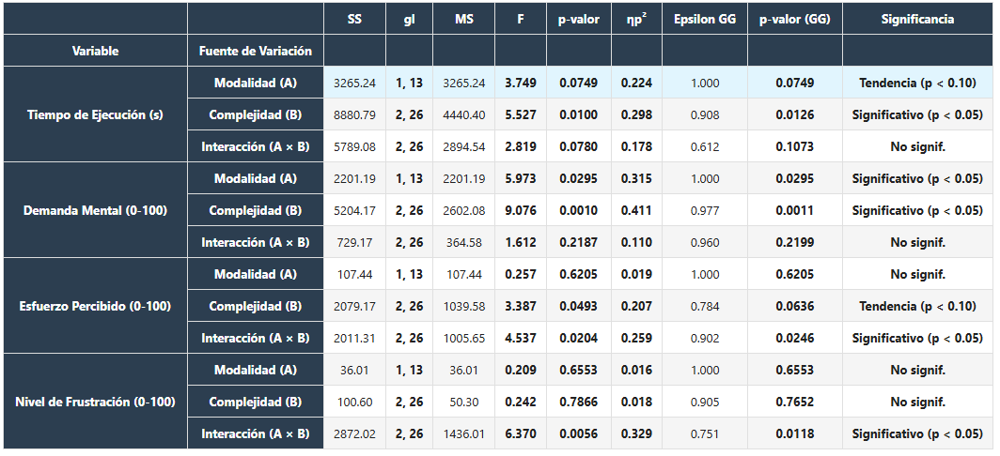 SS gl MS F p-valor ηp² Epsilon GG p-valor (GG) Significancia
Variable Fuente de Variación
Tiempo de Ejecución (s) Modalidad (A) 3265.24 1, 13 3265.24 3.749 0.0749 0.224 1.000 0.0749 Tendencia (p < 0.10)
Complejidad (B) 8880.79 2, 26 4440.40 5.527 0.0100 0.298 0.908 0.0126 Significativo (p < 0.05)
Interacción (A × B) 5789.08 2, 26 2894.54 2.819 0.0780 0.178 0.612 0.1073 No signif.
Demanda Mental (0-100) Modalidad (A) 2201.19 1, 13 2201.19 5.973 0.0295 0.315 1.000 0.0295 Significativo (p < 0.05)
Complejidad (B) 5204.17 2, 26 2602.08 9.076 0.0010 0.411 0.977 0.0011 Significativo (p < 0.05)
Interacción (A × B) 729.17 2, 26 364.58 1.612 0.2187 0.110 0.960 0.2199 No signif.
Esfuerzo Percibido (0-100) Modalidad (A) 107.44 1, 13 107.44 0.257 0.6205 0.019 1.000 0.6205 No signif.
Complejidad (B) 2079.17 2, 26 1039.58 3.387 0.0493 0.207 0.784 0.0636 Tendencia (p < 0.10)
Interacción (A × B) 2011.31 2, 26 1005.65 4.537 0.0204 0.259 0.902 0.0246 Significativo (p < 0.05)
Nivel de Frustración (0-100) Modalidad (A) 36.01 1, 13 36.01 0.209 0.6553 0.016 1.000 0.6553 No signif.
Complejidad (B) 100.60 2, 26 50.30 0.242 0.7866 0.018 0.905 0.7652 No signif.
Interacción (A × B) 2872.02 2, 26 1436.01 6.370 0.0056 0.329 0.751 0.0118 Significativo (p < 0.05)